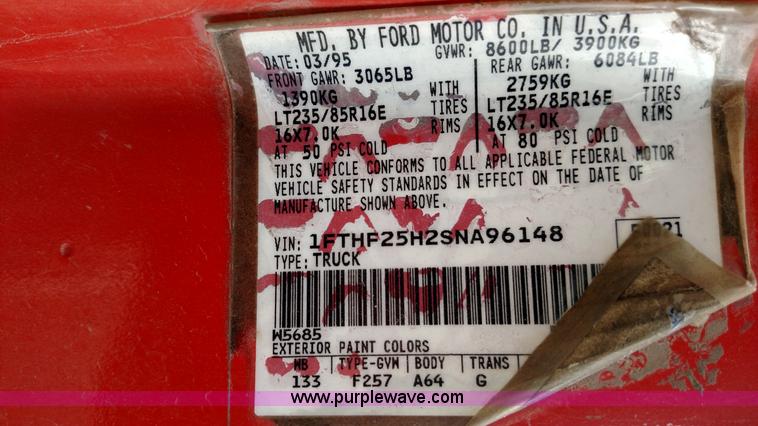 MFD. BY FORD MOTOR CO. IN U.S.A.
DATE: 03/95 GVWR: 8600LB/ 3900KG
FRONT GAWR: 3065LB REAR GAWR: 6084LB
1390KG WITH 2759KG WITH
LT235/85R16E TIRES LT235/85R16E TIRES
16X7.0K RIMS 16X7.0K RIMS
AT 50 PSI COLD AT 80 PSI COLD
THIS VEHICLE CONFORMS TO ALL APPLICABLE FEDERAL MOTOR
VEHICLE SAFETY STANDARDS IN EFFECT ON THE DATE OF
MANUFACTURE SHOWN ABOVE.
VIN: 1FTHF25H2SNA96148
TYPE: TRUCK
W5685
EXTERIOR PAINT COLORS
WB TYPE-GVW BODY TRANS
133 F257 A64 G
www.purplewave.com